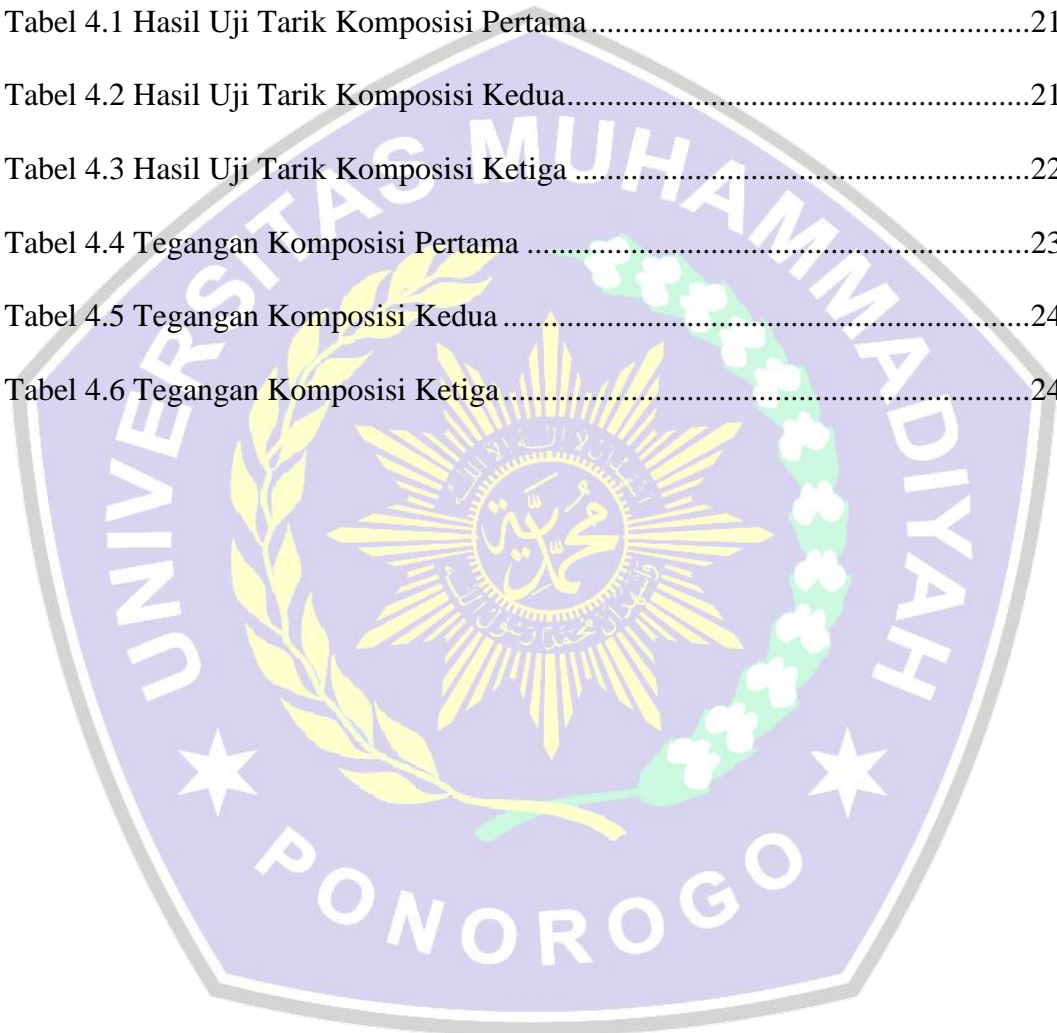 Tabel 4.1 Hasil Uji Tarik Komposisi Pertama....................................................21
Tabel 4.2 Hasil Uji Tarik Komposisi Kedua.......................................................21
Tabel 4.3 Hasil Uji Tarik Komposisi Ketiga......................................................22
Tabel 4.4 Tegangan Komposisi Pertama............................................................23
Tabel 4.5 Tegangan Komposisi Kedua...............................................................24
Tabel 4.6 Tegangan Komposisi Ketiga...............................................................24
UNIVERSITAS MUHAMMADIYAH
محمدية
PONOROGO